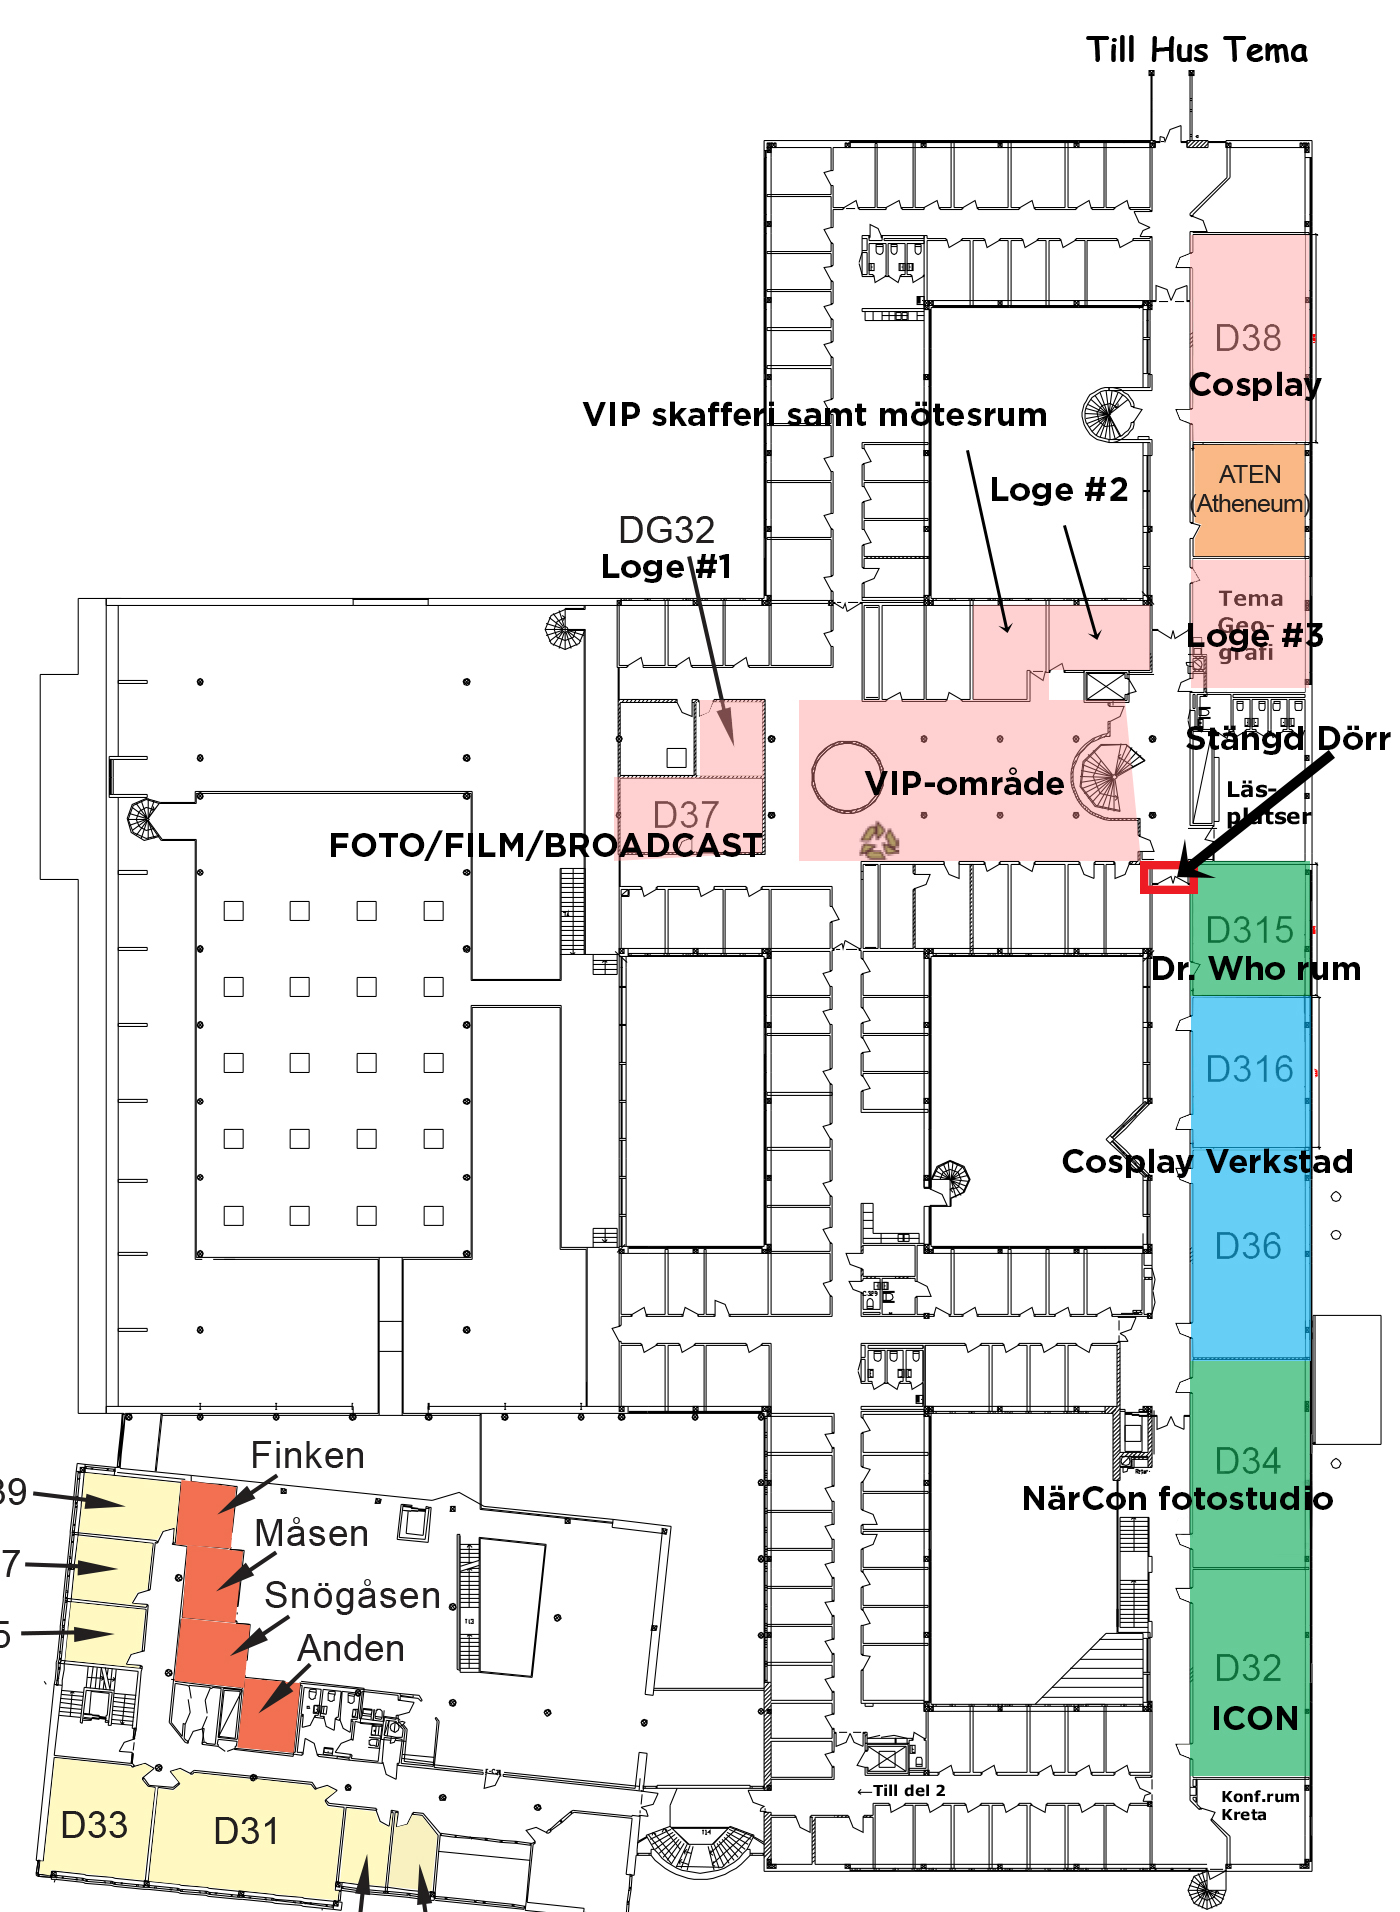 Till Hus Tema
D38
Cosplay
VIP skafferi samt mötesrum
ATEN
(Atheneum)
Loge #2
DG32
Loge #1
Tema
Geo-
grafi
Loge #3
Stängd Dörr
VIP-område
Läs-
platser
D37
FOTO/FILM/BROADCAST
D315
Dr. Who rum
D316
Cosplay Verkstad
D36
Finken
D34
39
NärCon fotostudio
Måsen
7
Snögåsen
5
Anden
D32
ICON
←Till del 2
Konf.rum
Kreta
D33
D31